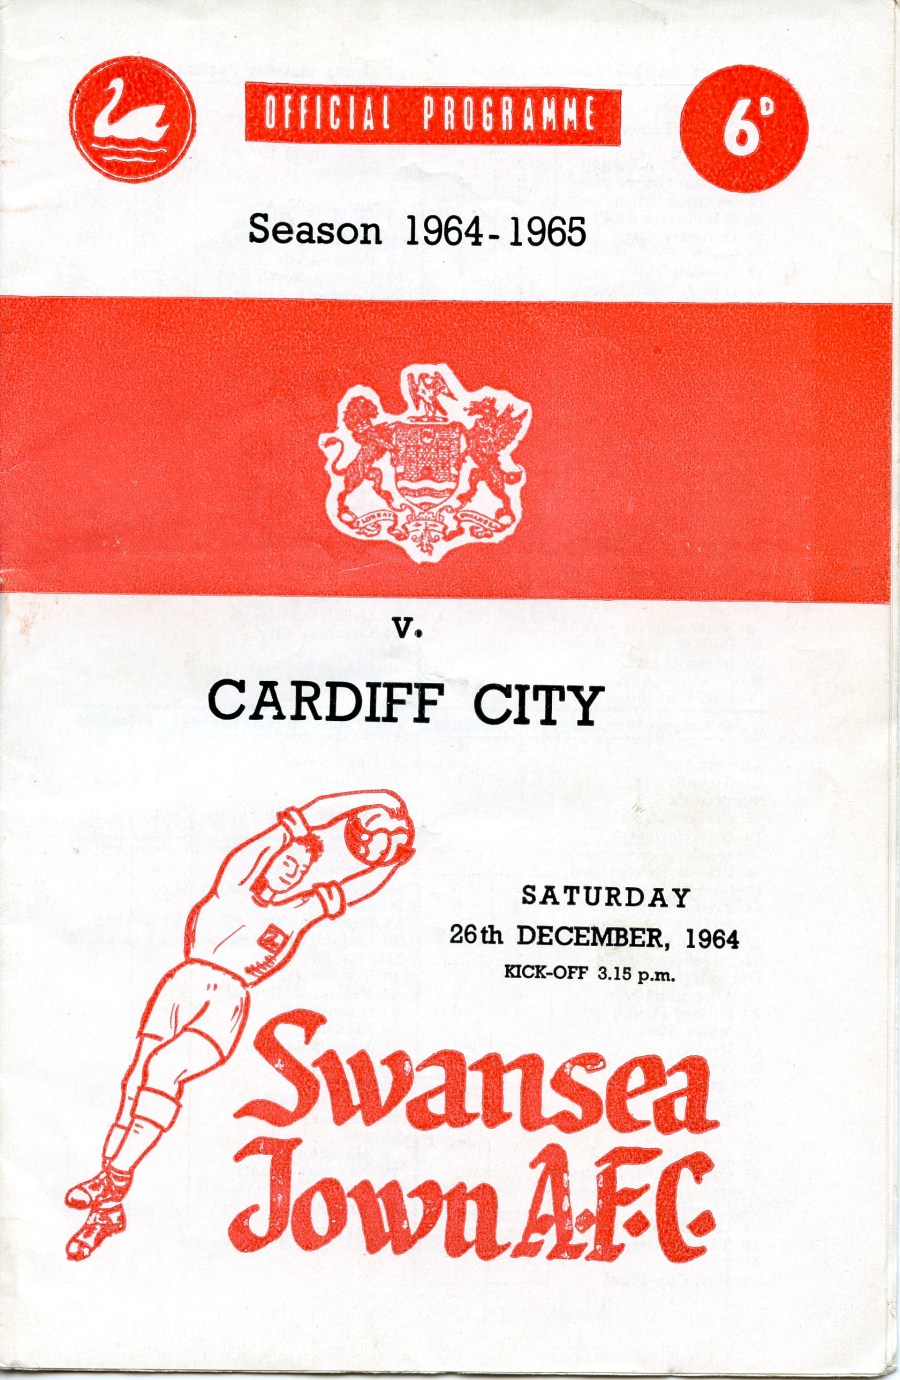 OFFICIAL PROGRAMME
6D
Season 1964-1965
v.
CARDIFF CITY
SATURDAY
26th DECEMBER, 1964
KICK-OFF 3.15 p.m.
Swansea
Town A.F.C.